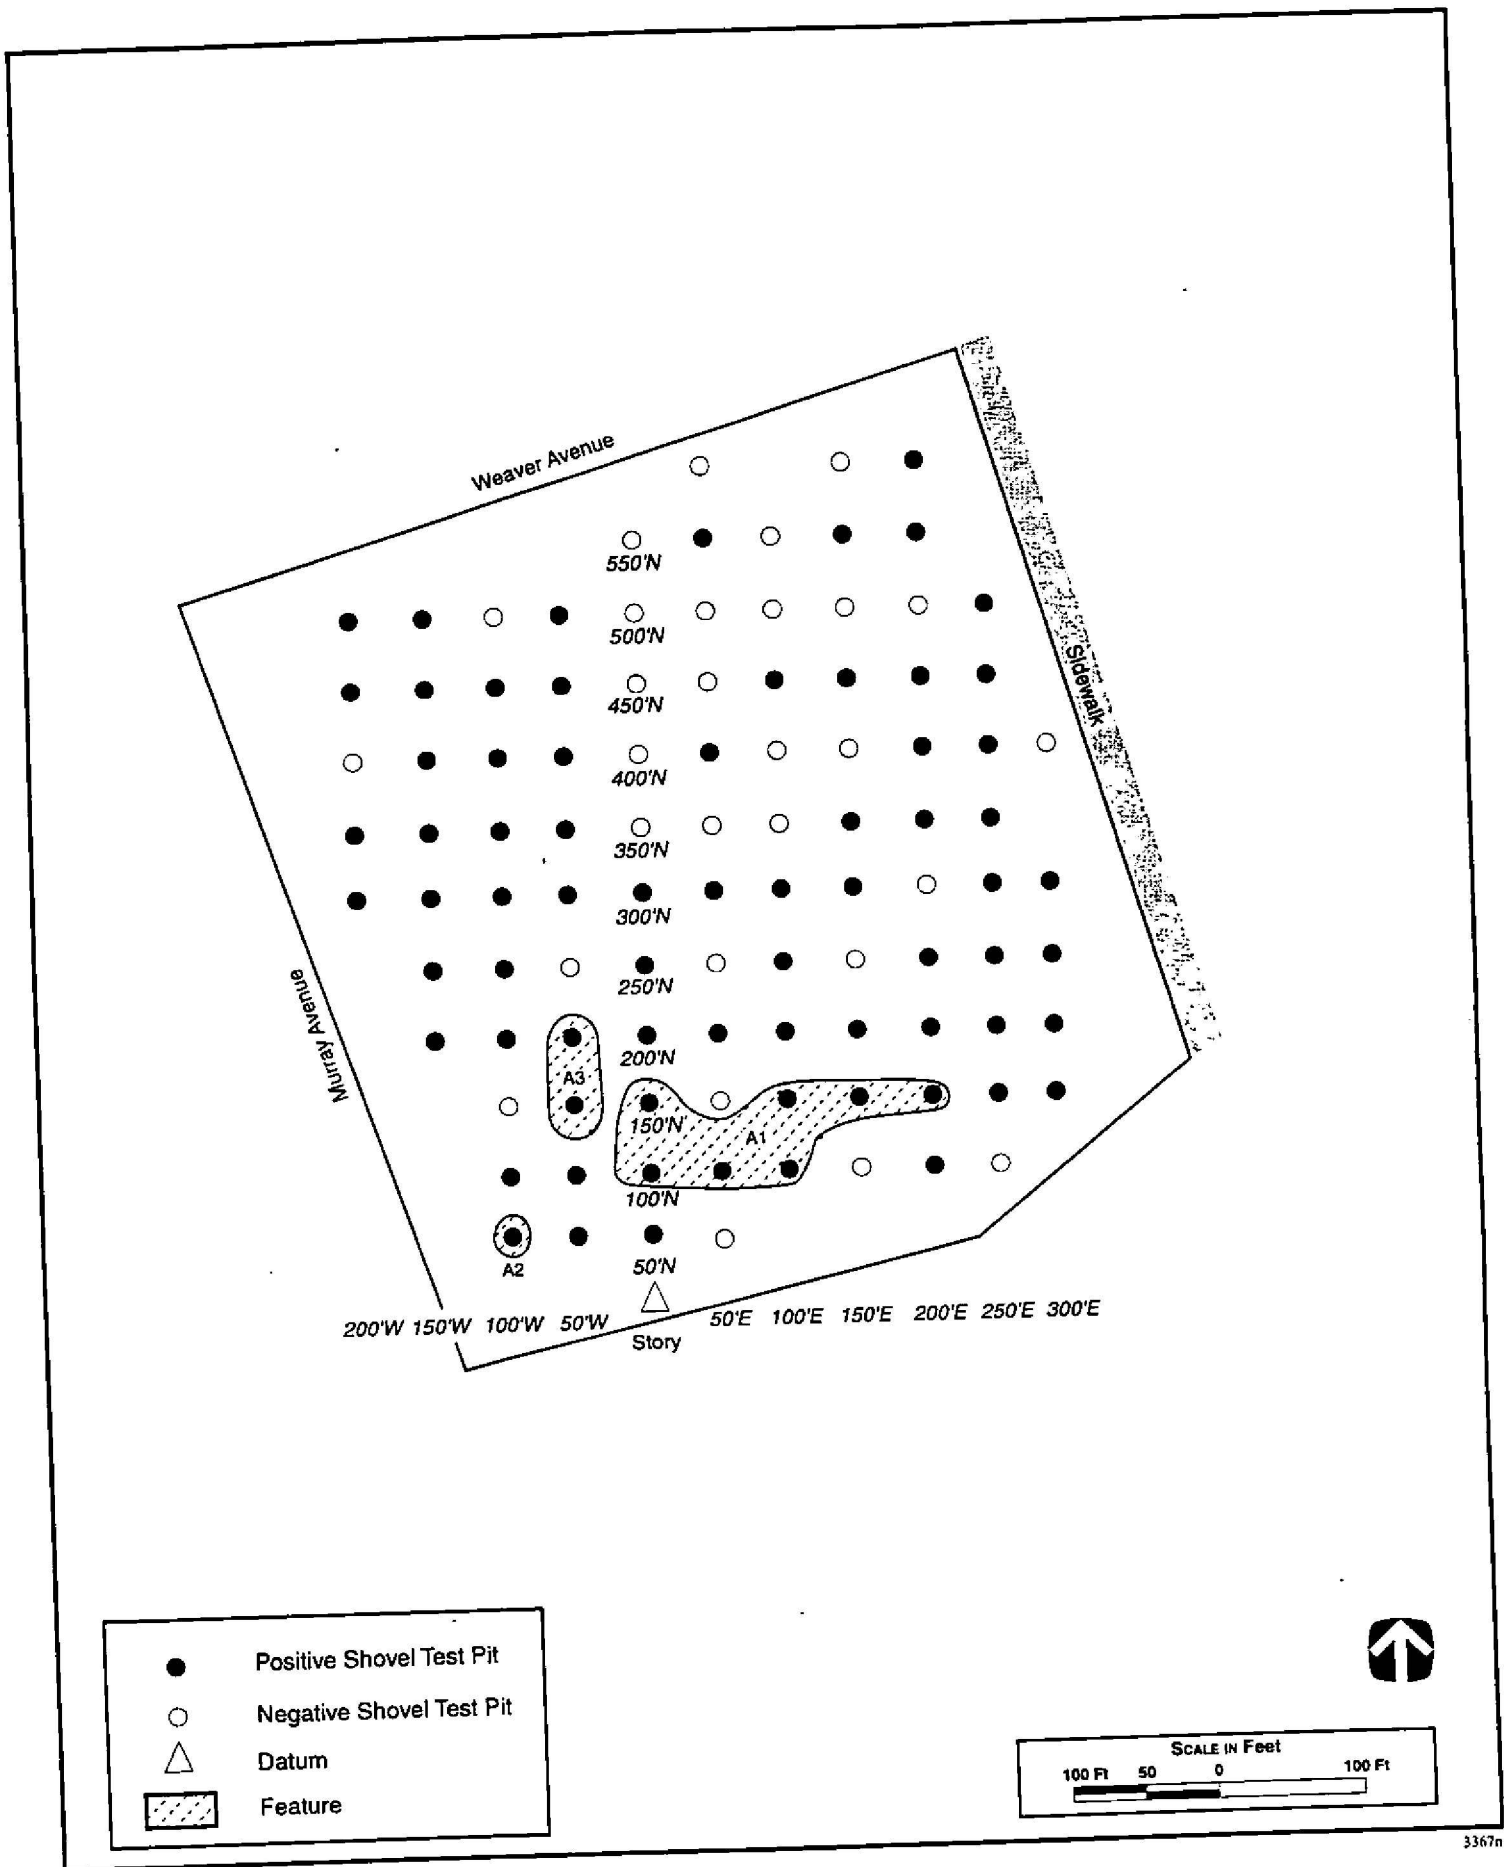 Weaver Avenue
550'N
500'N
Sidewalk
450'N
400'N
350'N
300'N
250'N
Murray Avenue
200'N
A3
150'N
A1
100'N
50'N
A2
200'W 150'W 100'W 50'W 50'E 100'E 150'E 200'E 250'E 300'E
Story
Positive Shovel Test Pit
Negative Shovel Test Pit
Datum
Feature
SCALE IN Feet
100 Ft 50 0 100 Ft
3367n